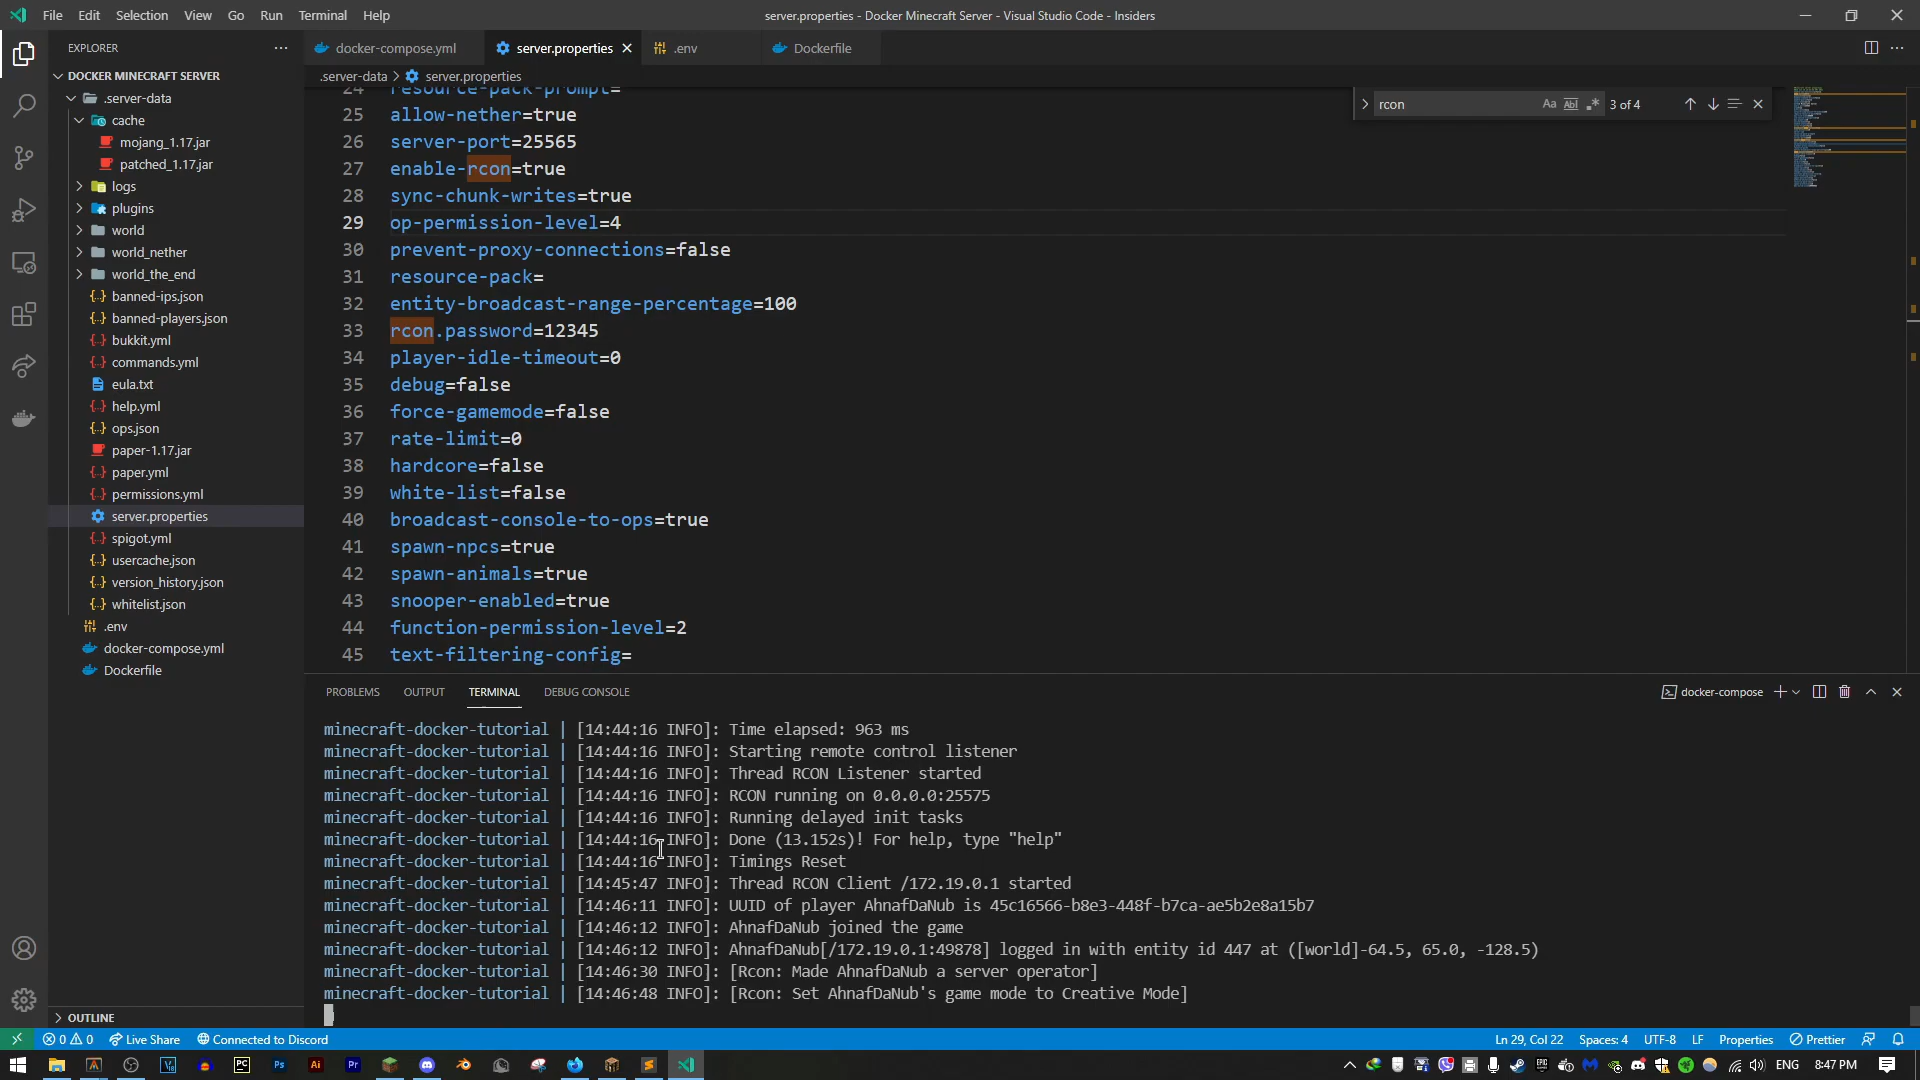 File Edit Selection View Go Run Terminal Help
server.properties - Docker Minecraft Server - Visual Studio Code - Insiders
EXPLORER
docker-compose.yml
server.properties
.env
Dockerfile
DOCKER MINECRAFT SERVER
.server-data > server.properties
.server-data
cache
mojang_1.17.jar
patched_1.17.jar
logs
plugins
world
world_nether
world_the_end
banned-ips.json
banned-players.json
bukkit.yml
commands.yml
eula.txt
help.yml
ops.json
paper-1.17.jar
paper.yml
permissions.yml
server.properties
spigot.yml
usercache.json
version_history.json
whitelist.json
.env
docker-compose.yml
Dockerfile
OUTLINE
rcon
Aa Abl .* 3 of 4
24 resource-pack-prompt=
25 allow-nether=true
26 server-port=25565
27 enable-rcon=true
28 sync-chunk-writes=true
29 op-permission-level=4
30 prevent-proxy-connections=false
31 resource-pack=
32 entity-broadcast-range-percentage=100
33 rcon.password=12345
34 player-idle-timeout=0
35 debug=false
36 force-gamemode=false
37 rate-limit=0
38 hardcore=false
39 white-list=false
40 broadcast-console-to-ops=true
41 spawn-npcs=true
42 spawn-animals=true
43 snooper-enabled=true
44 function-permission-level=2
45 text-filtering-config=
PROBLEMS OUTPUT TERMINAL DEBUG CONSOLE
docker-compose
minecraft-docker-tutorial | [14:44:16 INFO]: Time elapsed: 963 ms
minecraft-docker-tutorial | [14:44:16 INFO]: Starting remote control listener
minecraft-docker-tutorial | [14:44:16 INFO]: Thread RCON Listener started
minecraft-docker-tutorial | [14:44:16 INFO]: RCON running on 0.0.0.0:25575
minecraft-docker-tutorial | [14:44:16 INFO]: Running delayed init tasks
minecraft-docker-tutorial | [14:44:16 INFO]: Done (13.152s)! For help, type "help"
minecraft-docker-tutorial | [14:44:16 INFO]: Timings Reset
minecraft-docker-tutorial | [14:45:47 INFO]: Thread RCON Client /172.19.0.1 started
minecraft-docker-tutorial | [14:46:11 INFO]: UUID of player AhnafDaNub is 45c16566-b8e3-448f-b7ca-ae5b2e8a15b7
minecraft-docker-tutorial | [14:46:12 INFO]: AhnafDaNub joined the game
minecraft-docker-tutorial | [14:46:12 INFO]: AhnafDaNub[/172.19.0.1:49878] logged in with entity id 447 at ([world]-64.5, 65.0, -128.5)
minecraft-docker-tutorial | [14:46:30 INFO]: [Rcon: Made AhnafDaNub a server operator]
minecraft-docker-tutorial | [14:46:48 INFO]: [Rcon: Set AhnafDaNub's game mode to Creative Mode]
0 0 Live Share Connected to Discord
Ln 29, Col 22 Spaces: 4 UTF-8 LF Properties Prettier
PC Ps Ai Pr
ENG 8:47 PM